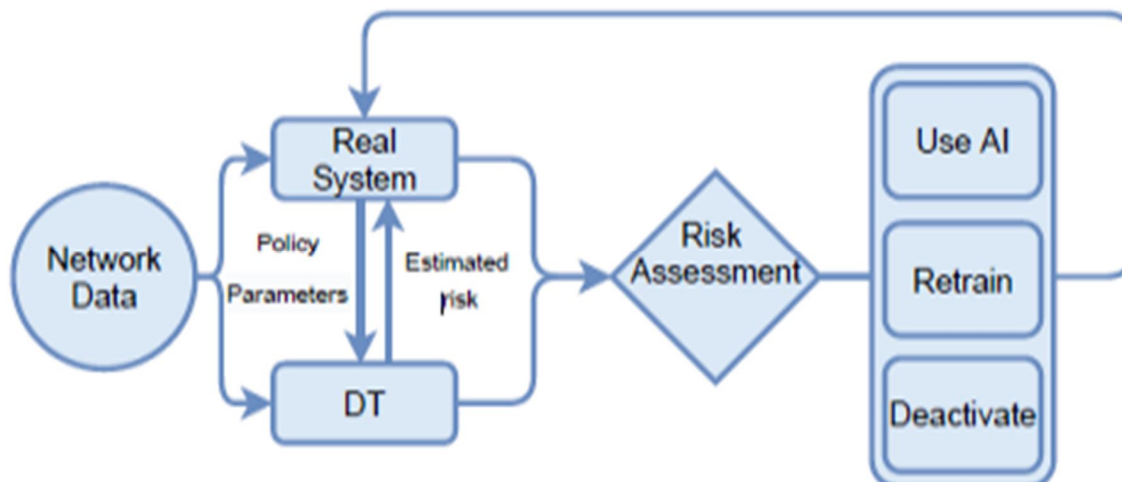 Real
System
Use AI
Network
Data
Policy
Parameters
Estimated
risk
Risk
Assessment
Retrain
DT
Deactivate